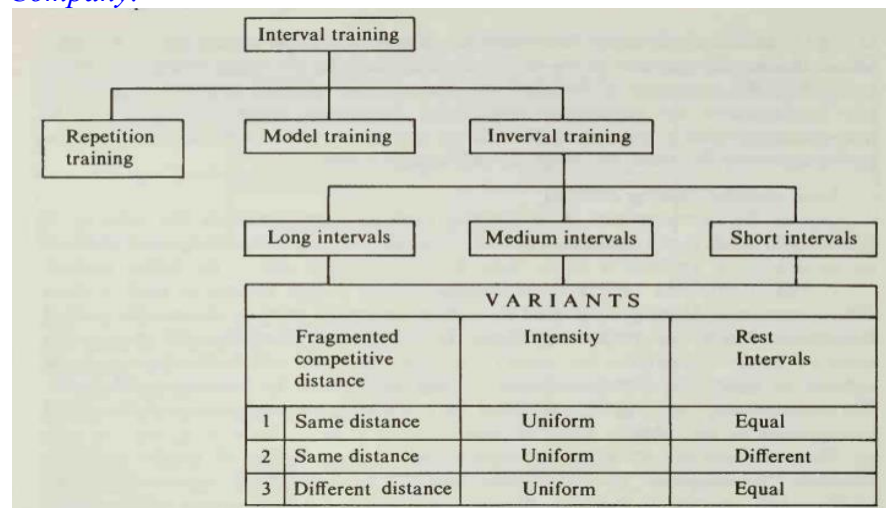 Company.
Interval training
Repetition training
Model training
Inverval training
Long intervals
Medium intervals
Short intervals
VARIANTS
Fragmented competitive distance
Intensity
Rest Intervals
1 Same distance Uniform Equal
2 Same distance Uniform Different
3 Different distance Uniform Equal